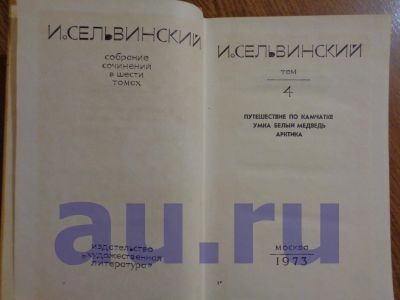 И. СЕЛЬВИНСКИЙ
собрание
сочинений
в шести
томах
издательство
„художественная
литература“
И. СЕЛЬВИНСКИЙ
том
4
ПУТЕШЕСТВИЕ ПО КАМЧАТКЕ
УМКА БЕЛЫЙ МЕДВЕДЬ
АРКТИКА
москва
1973
au.ru